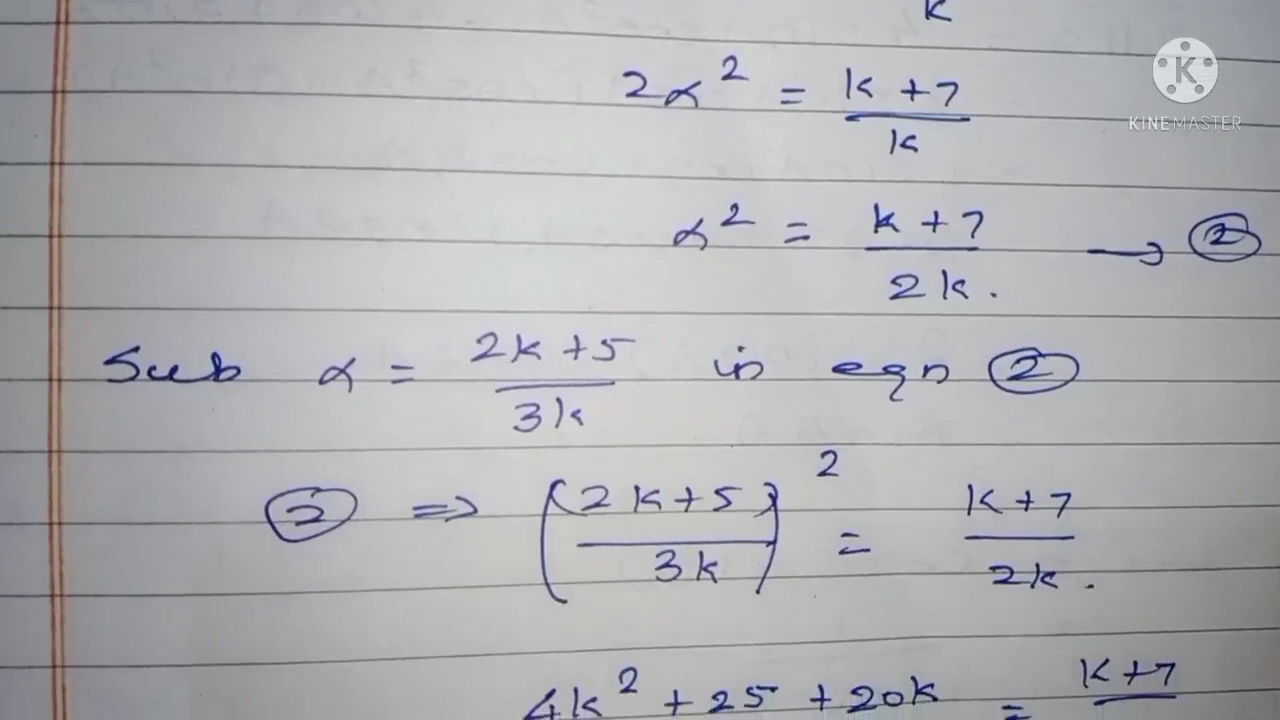 k
2α² = k+7/k
K
KINEMASTER
α² = k+7/2k. → ②
Sub α = 2k+5/3k in eqn ②
② ⇒ (2k+5/3k)² = k+7/2k.
4k² + 25 + 20k = k+7